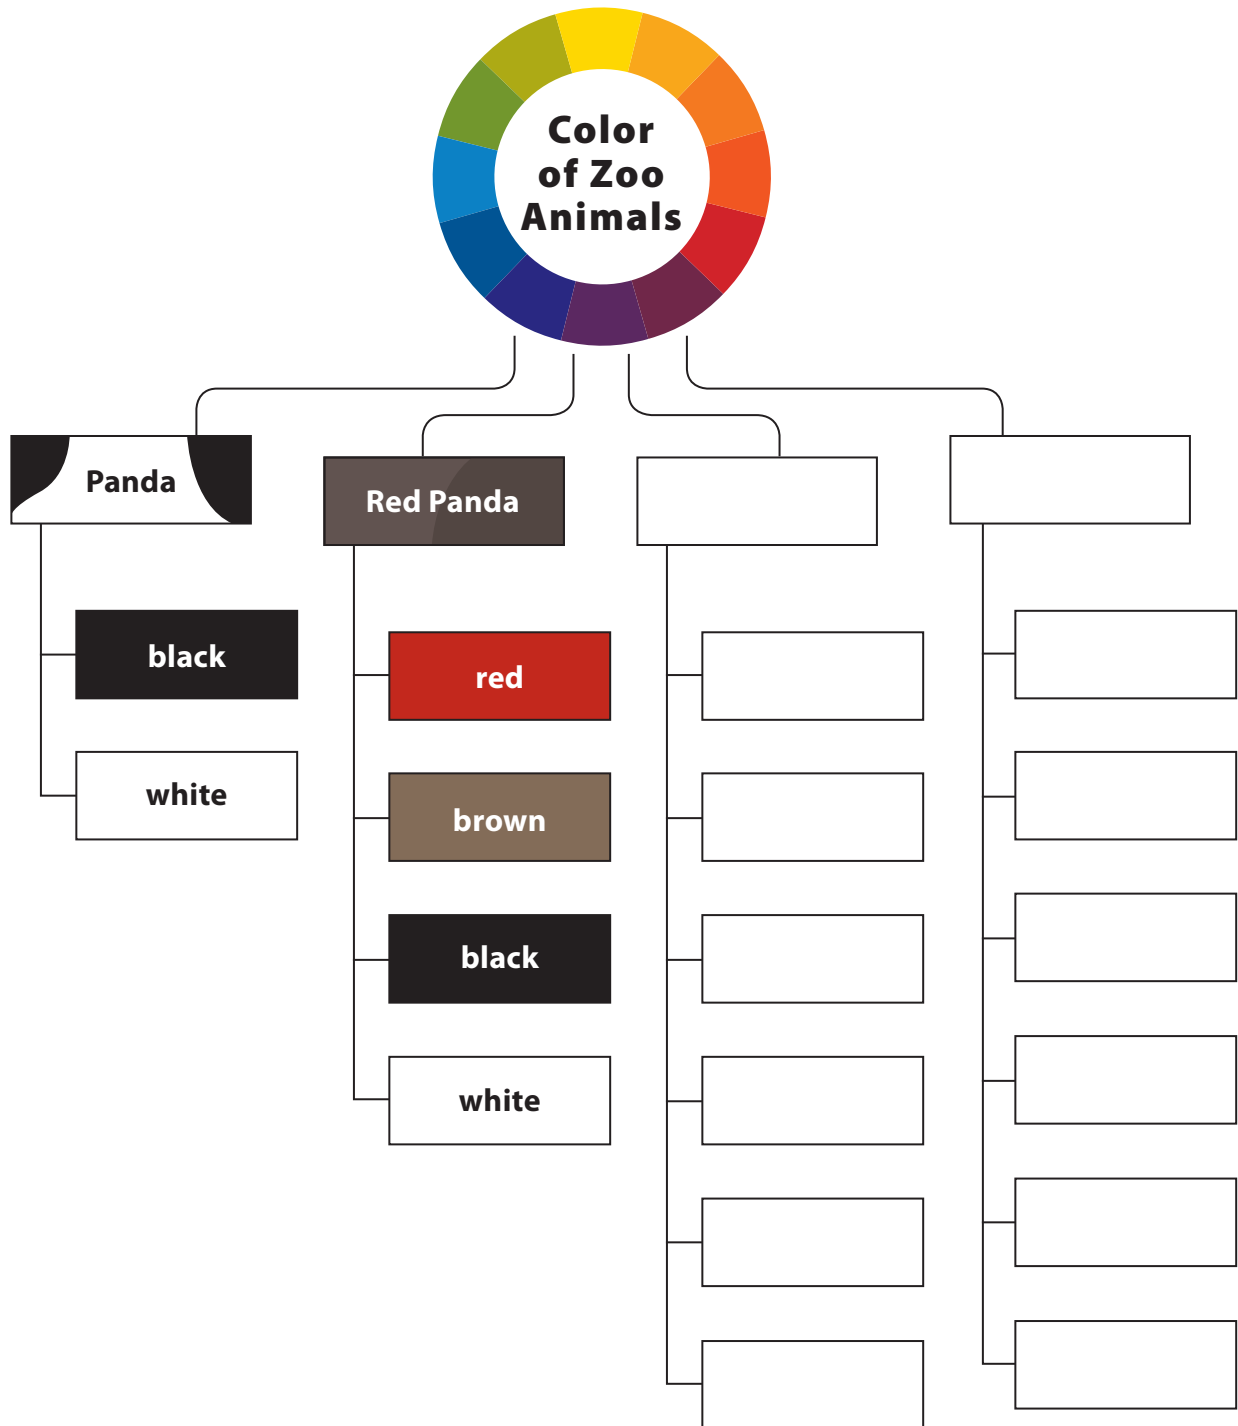 Color
of Zoo
Animals
Panda
black
white
Red Panda
red
brown
black
white